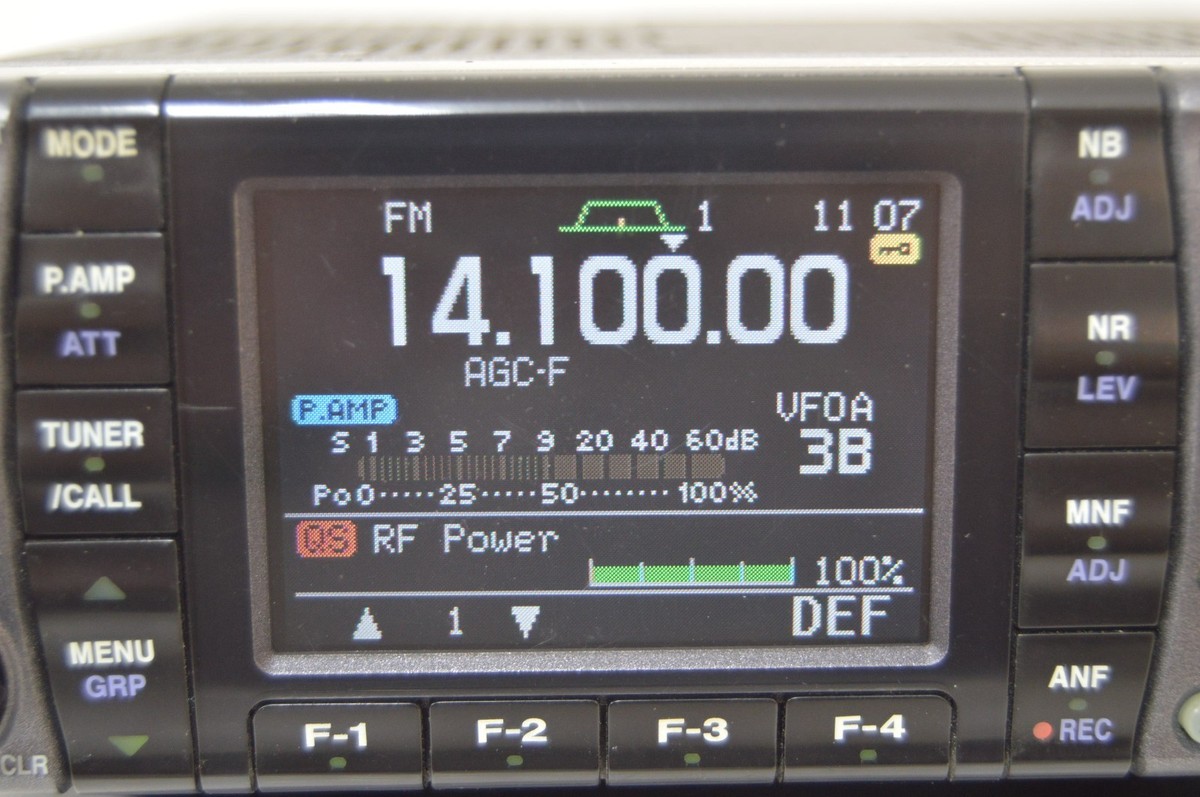 MODE
P.AMP
ATT
TUNER
/CALL
MENU
GRP
CLR
FM
1
11 07
14.100.00
AGC-F
P.AMP
VFOA
3B
S 1 3 5 7 9 20 40 60dB
Po0·····25·····50········100%
QS RF Power
100%
1
DEF
F-1
F-2
F-3
F-4
NB
ADJ
NR
LEV
MNF
ADJ
ANF
REC